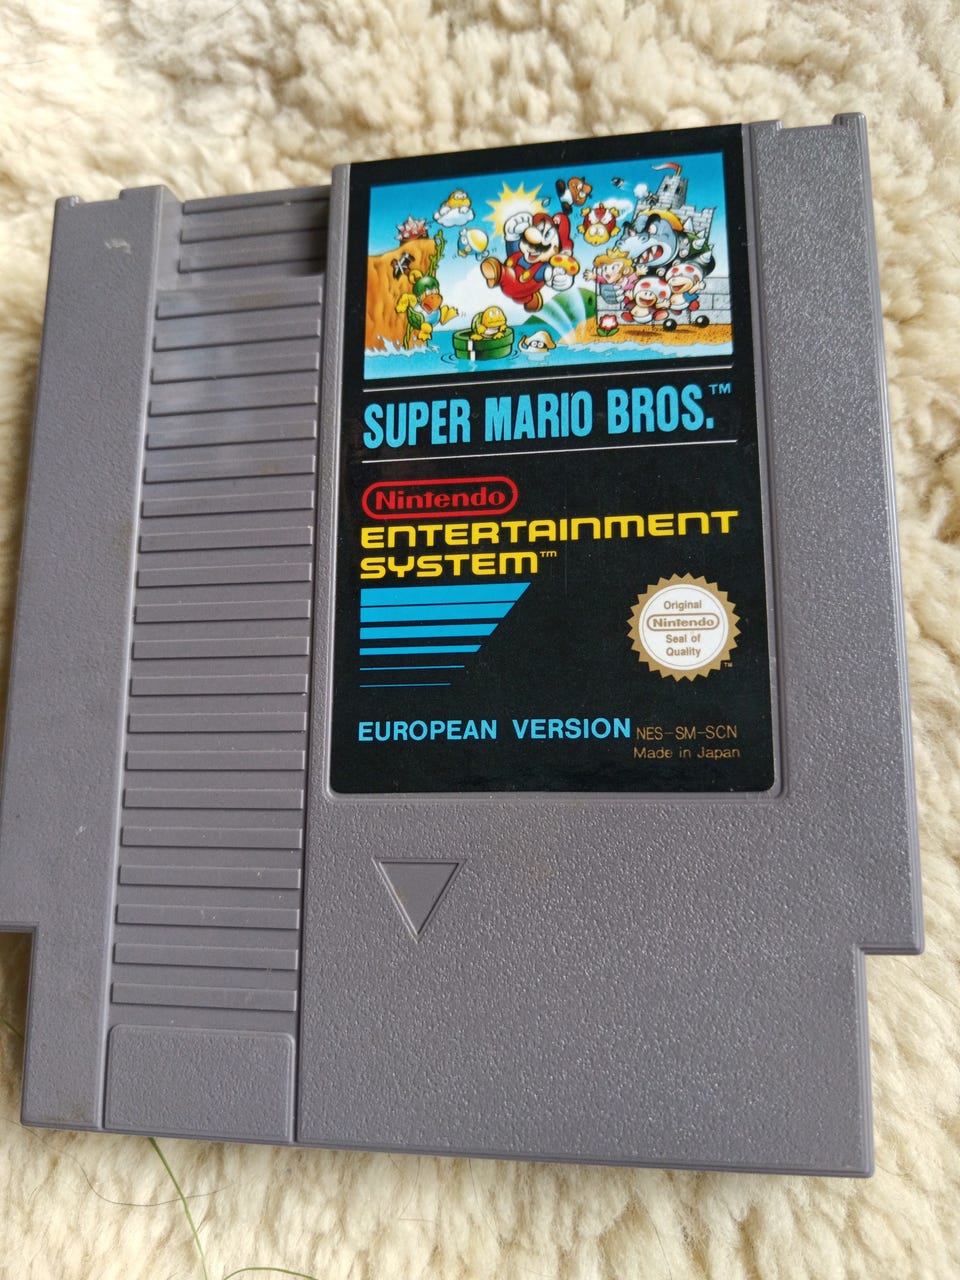 SUPER MARIO BROS.™
Nintendo
ENTERTAINMENT
SYSTEM™
Original
Nintendo
Seal of
Quality
TM
EUROPEAN VERSION
NES-SM-SCN
Made in Japan